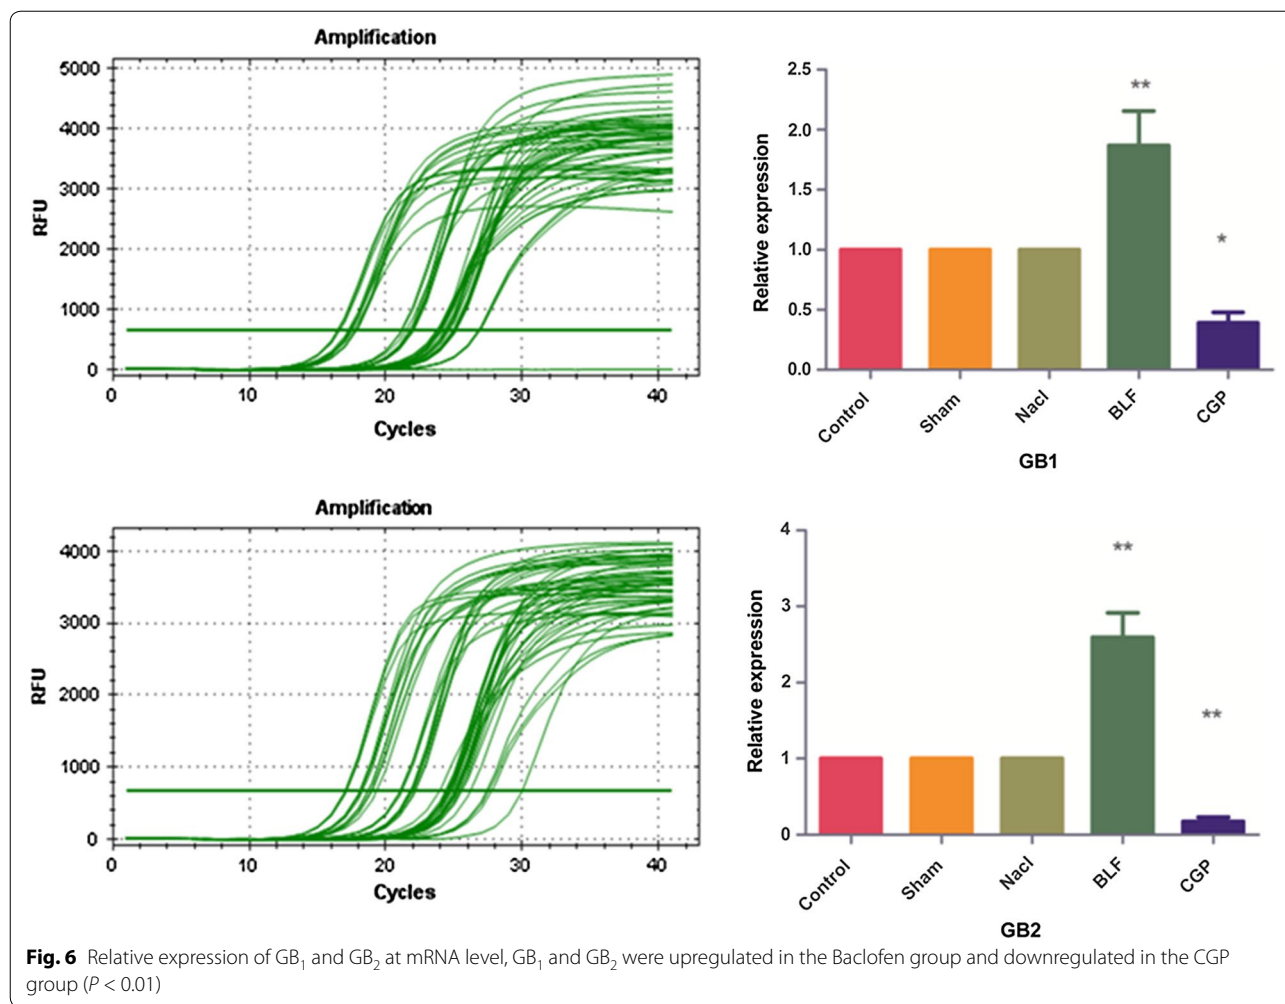 Amplification
5000
4000
3000
2000
1000
0
RFU
0 10 20 30 40
Cycles
2.5
2.0
1.5
1.0
0.5
0.0
Relative expression
**
*
Control Sham Nacl BLF CGP
GB1
Amplification
4000
3000
2000
1000
0
RFU
0 10 20 30 40
Cycles
4
3
2
1
0
Relative expression
**
**
Control Sham Nacl BLF CGP
GB2
Fig. 6 Relative expression of GB1 and GB2 at mRNA level, GB1 and GB2 were upregulated in the Baclofen group and downregulated in the CGP
group (P < 0.01)